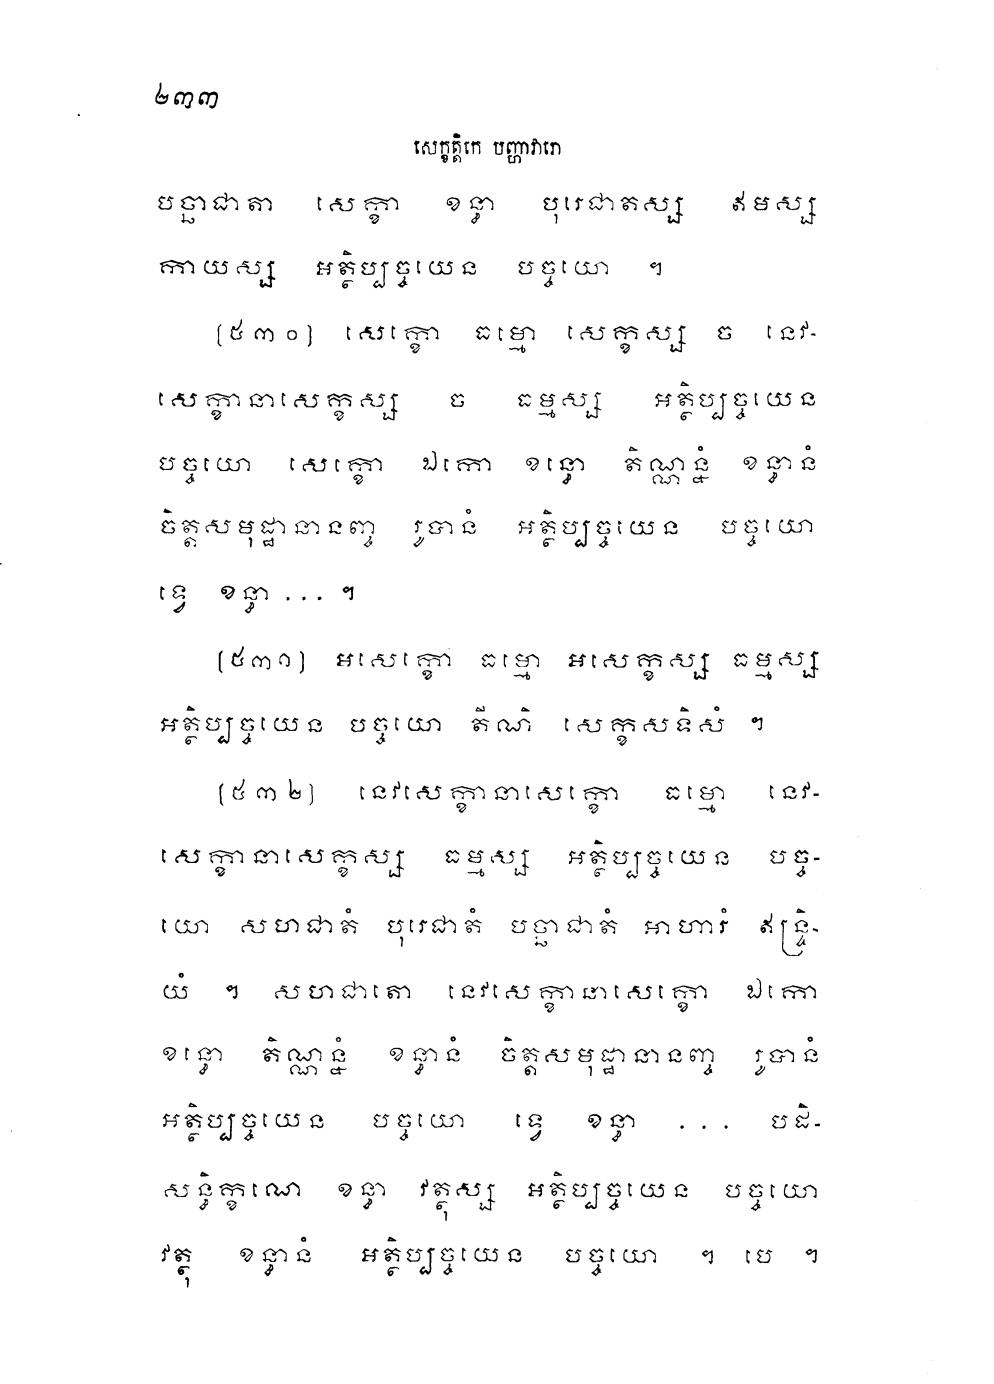 ២៣៣
សេក្ខត្តិកេ បញ្ហាវារោ
បច្ឆាជាតា សេក្ខា ខន្ធា បុរេជាតស្ស ឥមស្ស
កាយស្ស អត្ថិប្បច្ចយេន បច្ចយោ ។
[៥៣០] សេក្ខោ ធម្មោ សេក្ខស្ស ច នេវ-
សេក្ខានាសេក្ខស្ស ច ធម្មស្ស អត្ថិប្បច្ចយេន
បច្ចយោ សេក្ខោ ឯកោ ខន្ធោ តិណ្ណន្នំ ខន្ធានំ
ចិត្តសមុដ្ឋានានញ្ច រូបានំ អត្ថិប្បច្ចយេន បច្ចយោ
ទ្វេ ខន្ធា ... ។
[៥៣១] អសេក្ខោ ធម្មោ អសេក្ខស្ស ធម្មស្ស
អត្ថិប្បច្ចយេន បច្ចយោ តីណិ សេក្ខសទិសំ ។
[៥៣២] នេវសេក្ខានាសេក្ខោ ធម្មោ នេវ-
សេក្ខានាសេក្ខស្ស ធម្មស្ស អត្ថិប្បច្ចយេន បច្ច-
យោ សហជាតំ បុរេជាតំ បច្ឆាជាតំ អាហារំ ឥន្ទ្រិ-
យំ ។ សហជាតោ នេវសេក្ខានាសេក្ខោ ឯកោ
ខន្ធោ តិណ្ណន្នំ ខន្ធានំ ចិត្តសមុដ្ឋានានញ្ច រូបានំ
អត្ថិប្បច្ចយេន បច្ចយោ ទ្វេ ខន្ធា ... បដិ-
សន្ធិក្ខណេ ខន្ធា វត្ថុស្ស អត្ថិប្បច្ចយេន បច្ចយោ
វត្ថុ ខន្ធានំ អត្ថិប្បច្ចយេន បច្ចយោ ។ បេ ។